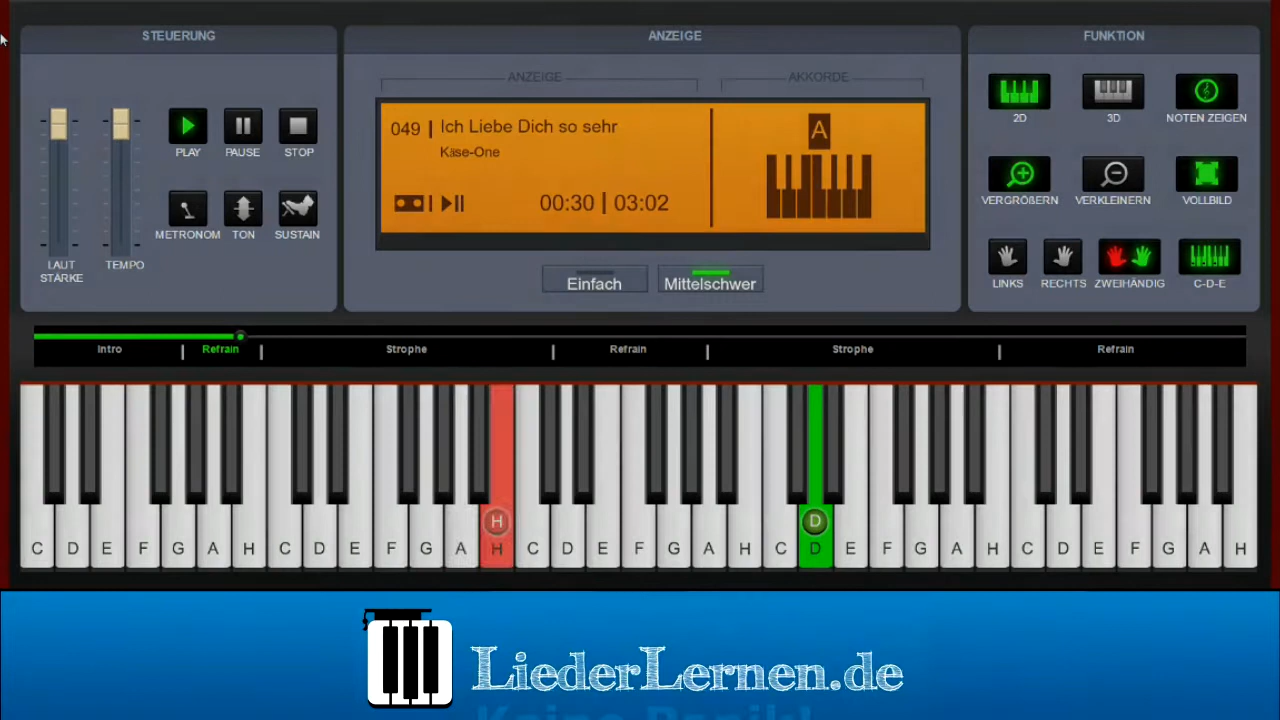 STEUERUNG
PLAY PAUSE STOP
METRONOM TON SUSTAIN
LAUT STÄRKE TEMPO
ANZEIGE
ANZEIGE AKKORDE
049 | Ich Liebe Dich so sehr
Käse-One
00:30 | 03:02
A
Einfach Mittelschwer
FUNKTION
2D 3D NOTEN ZEIGEN
VERGRÖßERN VERKLEINERN VOLLBILD
LINKS RECHTS ZWEIHÄNDIG C-D-E
Intro Refrain Strophe Refrain Strophe Refrain
H D
C D E F G A H C D E F G A H C D E F G A H C D E F G A H C D E F G A H
LiederLernen.de
Keine Panik!